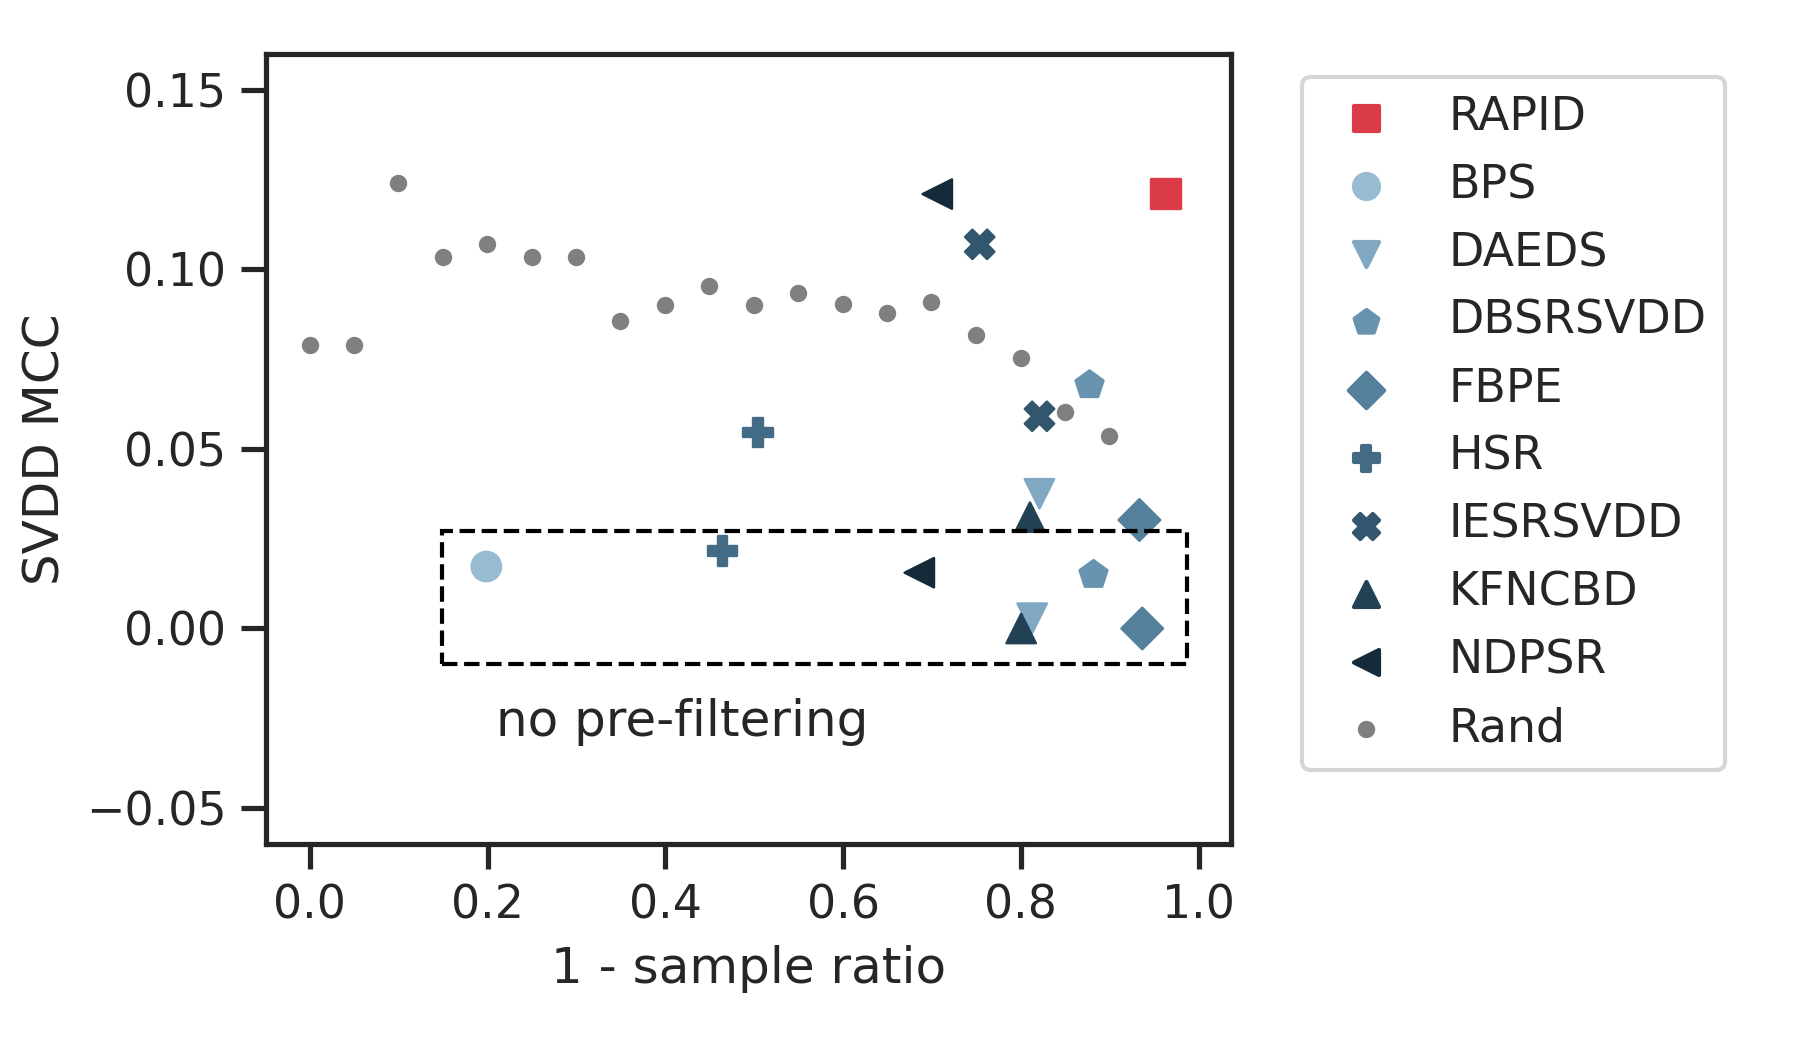 0.15
0.10
0.05
0.00
−0.05
SVDD MCC
no pre-filtering
0.0 0.2 0.4 0.6 0.8 1.0
1 - sample ratio
RAPID
BPS
DAEDS
DBSRSVDD
FBPE
HSR
IESRSVDD
KFNCBD
NDPSR
Rand